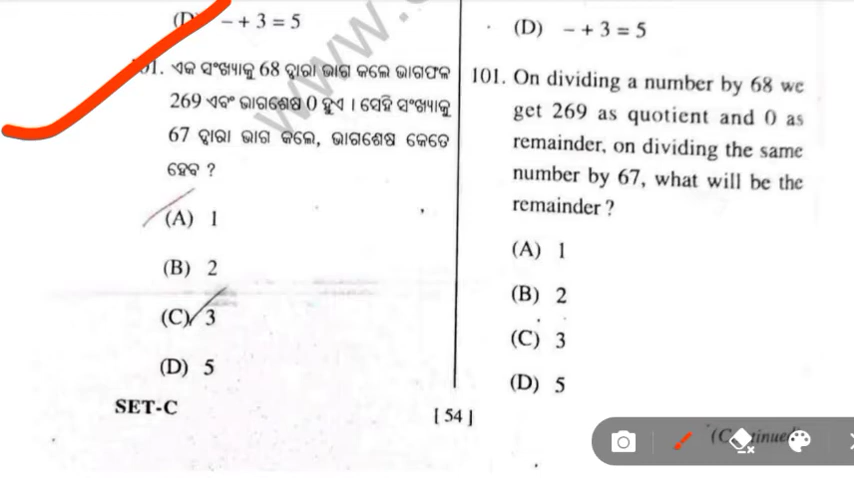 – + 3 = 5
ଏକ ସଂଖ୍ୟାକୁ 68 ଦ୍ୱାରା ଭାଗ କଲେ ଭାଗଫଳ
269 ଏବଂ ଭାଗଶେଷ 0 ହୁଏ । ସେହି ସଂଖ୍ୟାକୁ
67 ଦ୍ୱାରା ଭାଗ କଲେ, ଭାଗଶେଷ କେତେ
ହେବ ?
(A) 1
(B) 2
(C) 3
(D) 5
SET-C
(D) – + 3 = 5
101. On dividing a number by 68 we
get 269 as quotient and 0 as
remainder, on dividing the same
number by 67, what will be the
remainder ?
(A) 1
(B) 2
(C) 3
(D) 5
[ 54 ]
www.